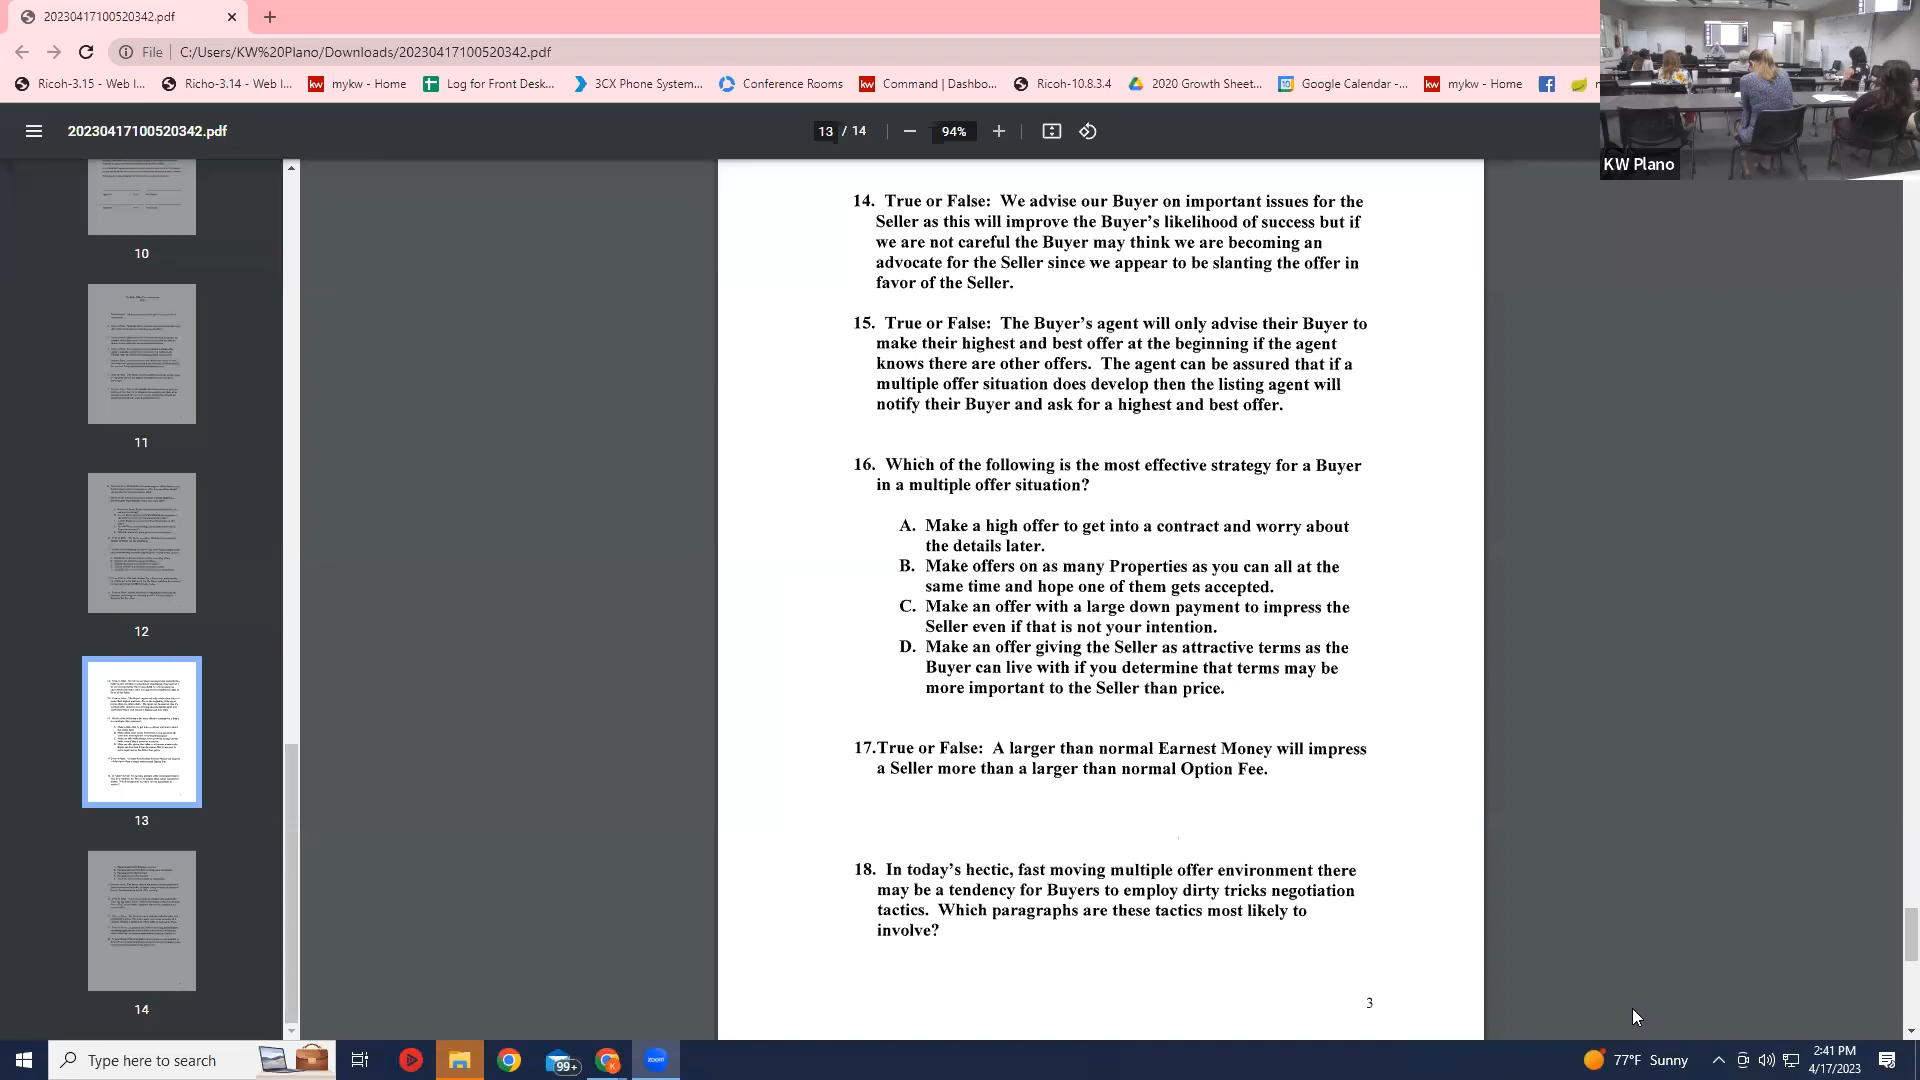 20230417100520342.pdf
File C:/Users/KW%20Plano/Downloads/20230417100520342.pdf
Ricoh-3.15 - Web I... Richo-3.14 - Web I... kw mykw - Home Log for Front Desk... 3CX Phone System... Conference Rooms kw Command | Dashbo... Ricoh-10.8.3.4 2020 Growth Sheet... Google Calendar -... kw mykw - Home
KW Plano
20230417100520342.pdf 13 / 14 94%
10
11
12
13
14
14. True or False: We advise our Buyer on important issues for the
Seller as this will improve the Buyer's likelihood of success but if
we are not careful the Buyer may think we are becoming an
advocate for the Seller since we appear to be slanting the offer in
favor of the Seller.
15. True or False: The Buyer's agent will only advise their Buyer to
make their highest and best offer at the beginning if the agent
knows there are other offers. The agent can be assured that if a
multiple offer situation does develop then the listing agent will
notify their Buyer and ask for a highest and best offer.
16. Which of the following is the most effective strategy for a Buyer
in a multiple offer situation?
A. Make a high offer to get into a contract and worry about
the details later.
B. Make offers on as many Properties as you can all at the
same time and hope one of them gets accepted.
C. Make an offer with a large down payment to impress the
Seller even if that is not your intention.
D. Make an offer giving the Seller as attractive terms as the
Buyer can live with if you determine that terms may be
more important to the Seller than price.
17.True or False: A larger than normal Earnest Money will impress
a Seller more than a larger than normal Option Fee.
18. In today's hectic, fast moving multiple offer environment there
may be a tendency for Buyers to employ dirty tricks negotiation
tactics. Which paragraphs are these tactics most likely to
involve?
3
Type here to search
99+
zoom
77°F Sunny
2:41 PM
4/17/2023